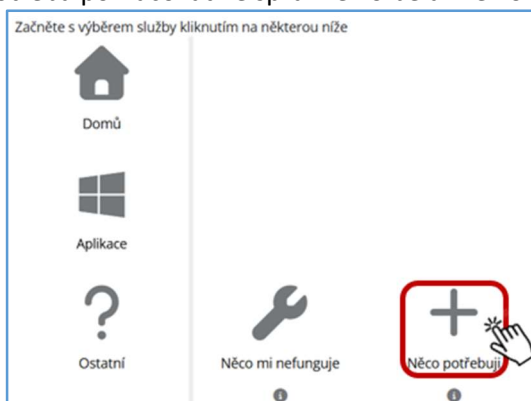 Začněte s výběrem služby kliknutím na některou níže
Domů
Aplikace
Ostatní
Něco mi nefunguje
Něco potřebuji